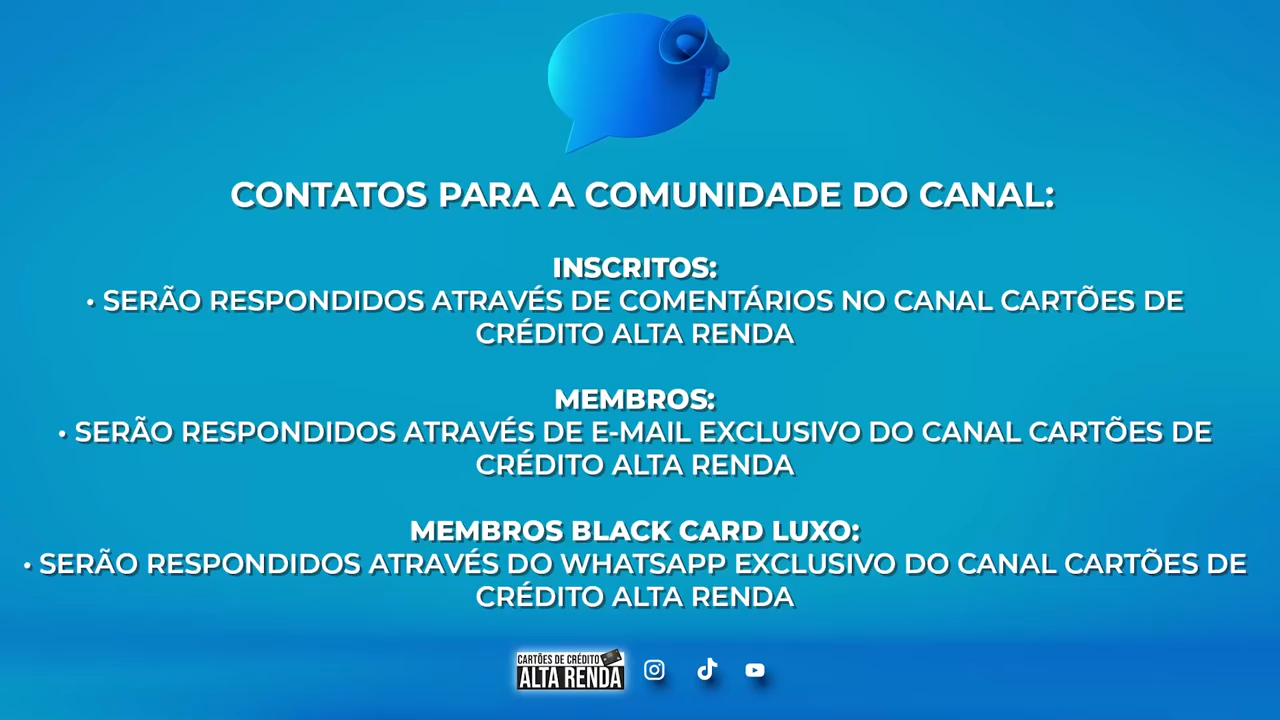 CONTATOS PARA A COMUNIDADE DO CANAL:
INSCRITOS:
• SERÃO RESPONDIDOS ATRAVÉS DE COMENTÁRIOS NO CANAL CARTÕES DE
CRÉDITO ALTA RENDA
MEMBROS:
• SERÃO RESPONDIDOS ATRAVÉS DE E-MAIL EXCLUSIVO DO CANAL CARTÕES DE
CRÉDITO ALTA RENDA
MEMBROS BLACK CARD LUXO:
• SERÃO RESPONDIDOS ATRAVÉS DO WHATSAPP EXCLUSIVO DO CANAL CARTÕES DE
CRÉDITO ALTA RENDA
CARTÕES DE CRÉDITO
ALTA RENDA